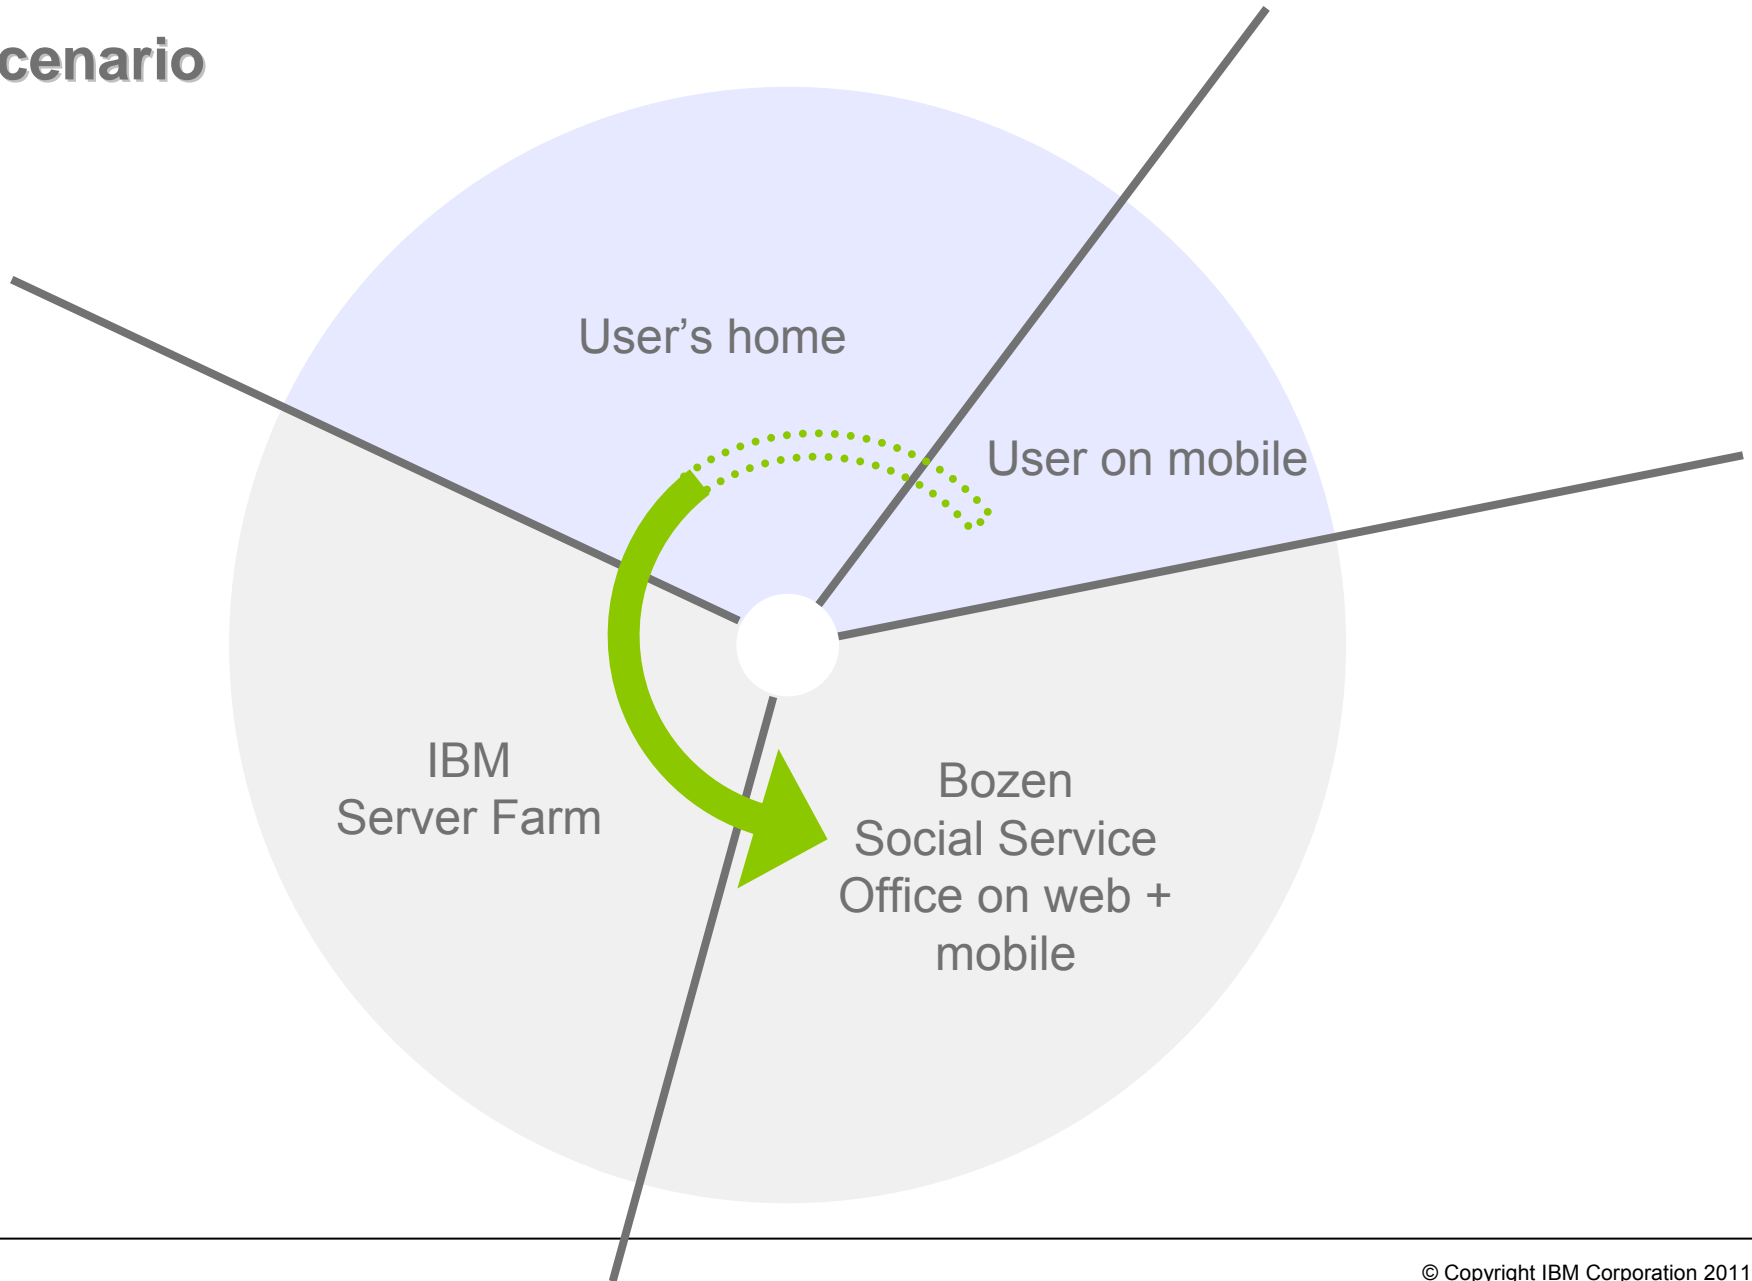 cenario
User’s home
User on mobile
IBM
Server Farm
Bozen
Social Service
Office on web +
mobile
© Copyright IBM Corporation 2011